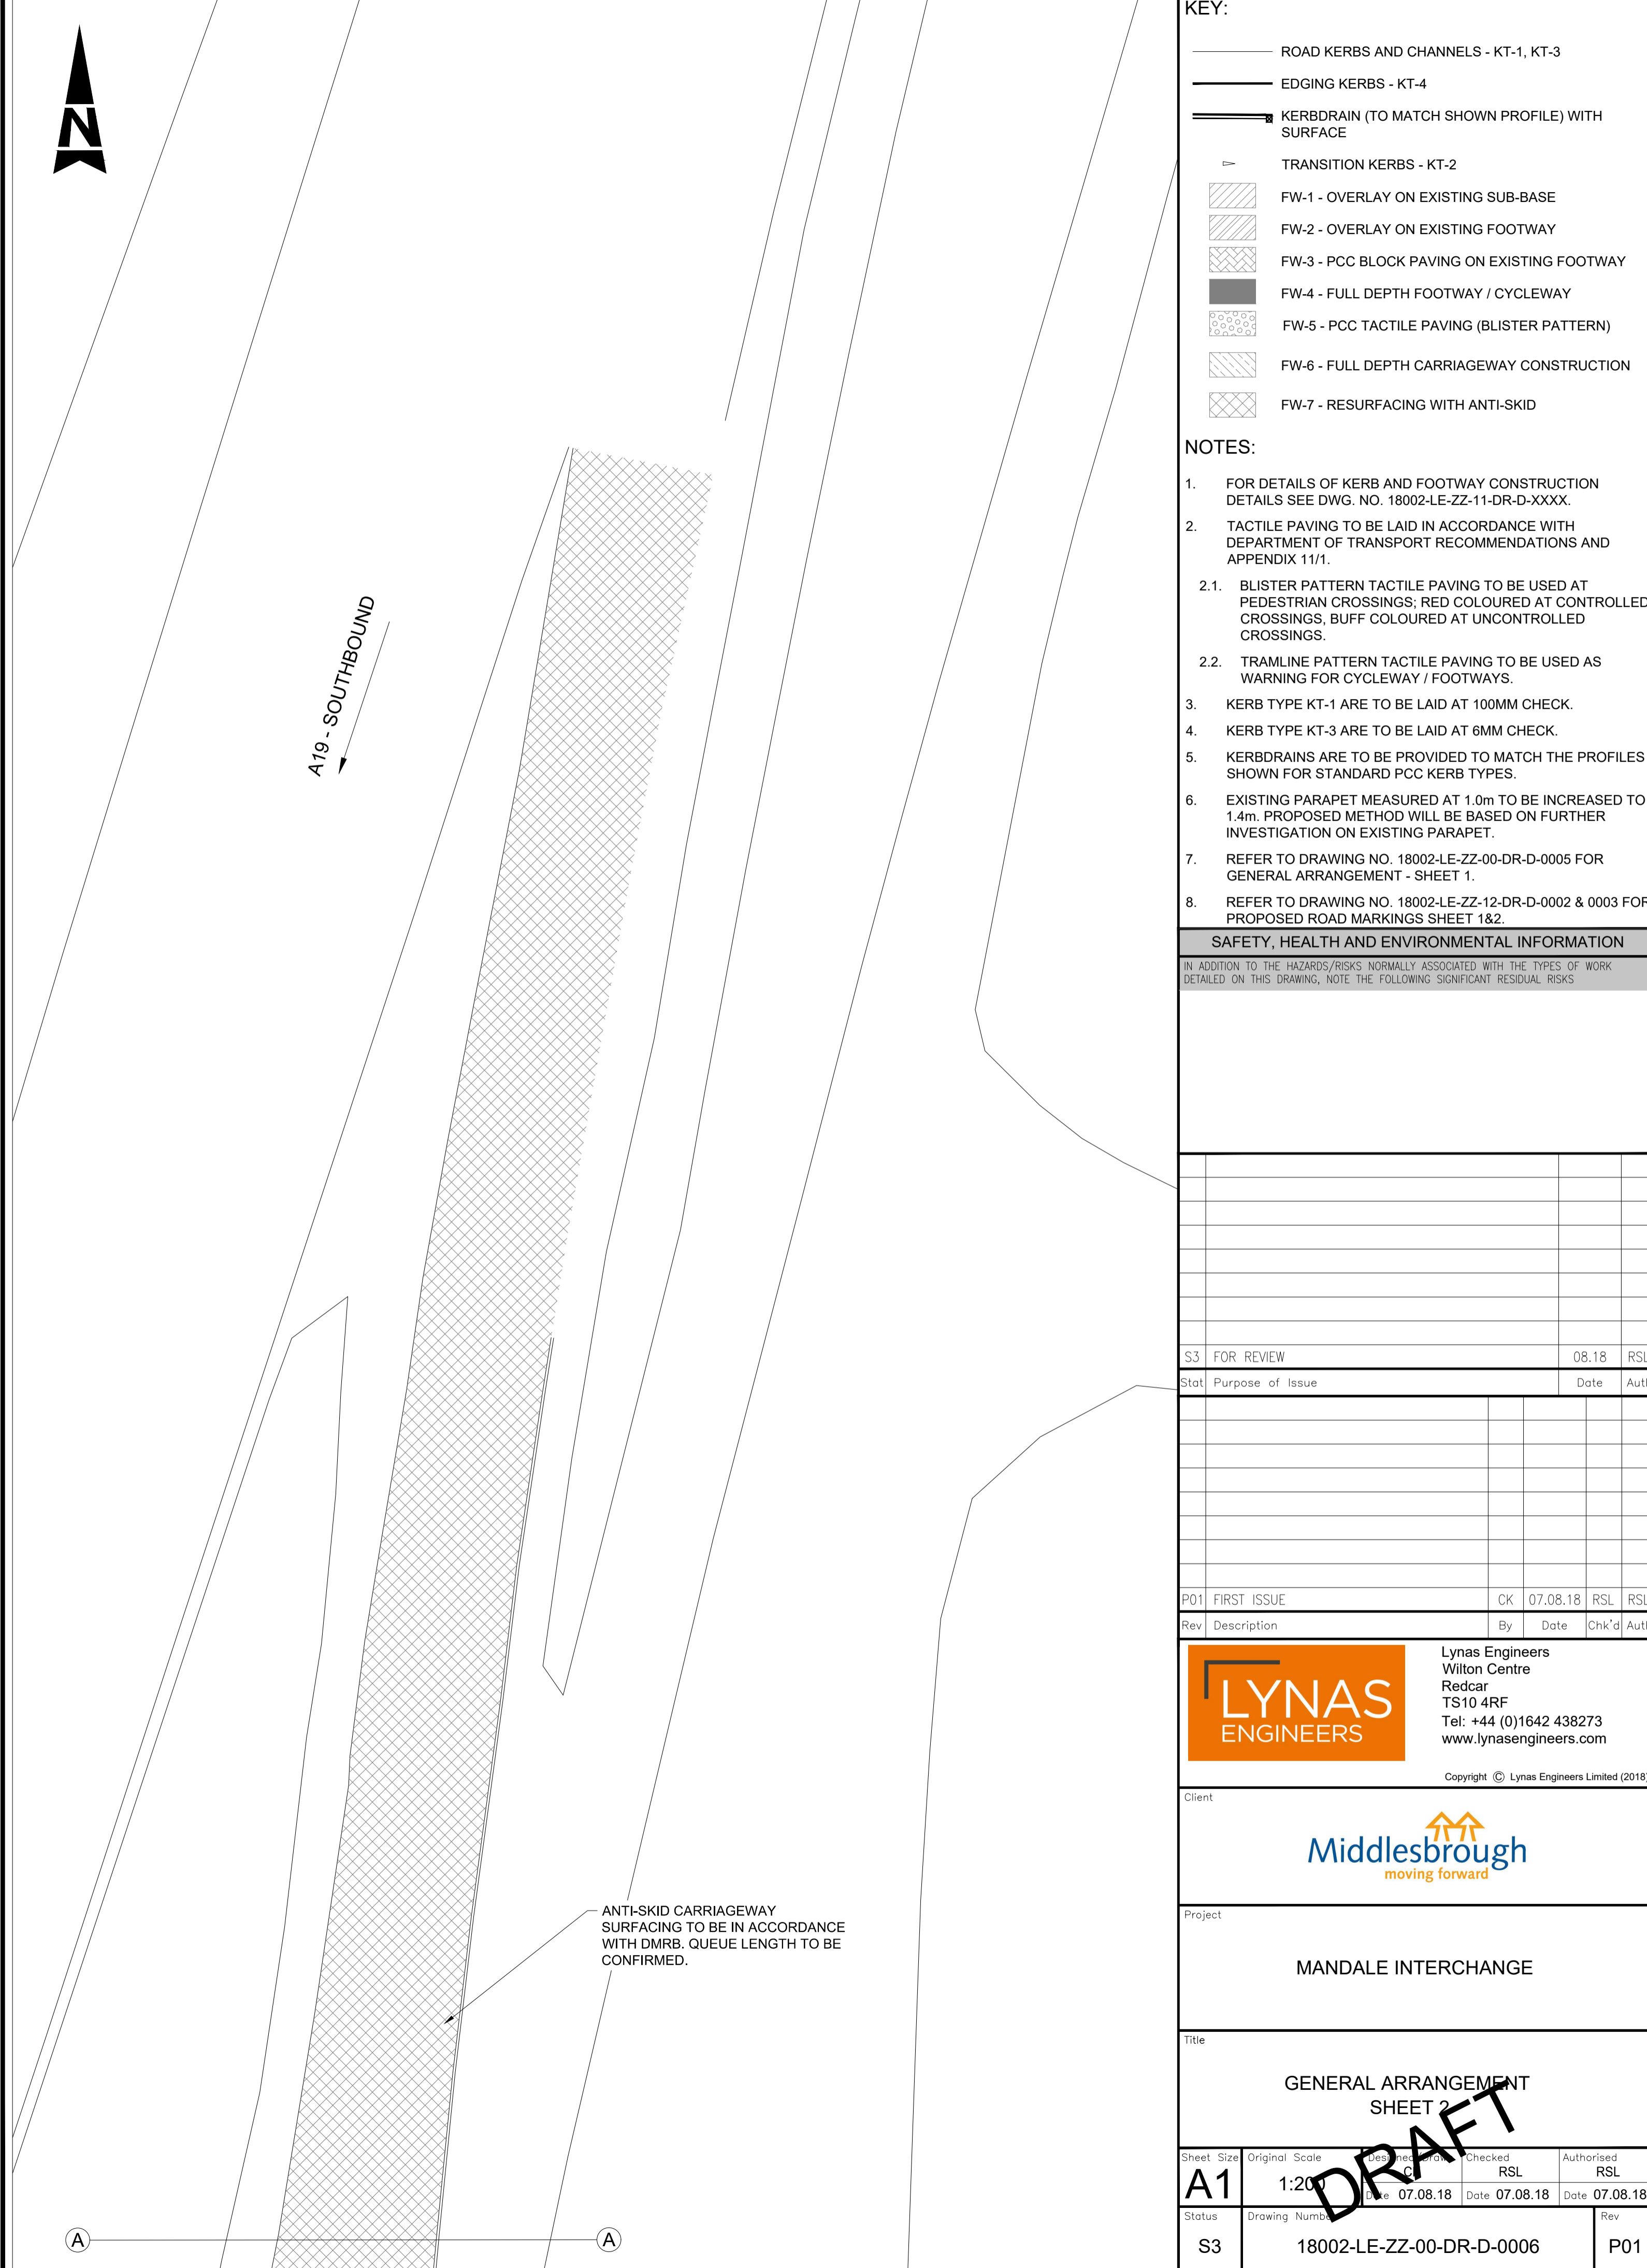 N
A19 - SOUTHBOUND
ANTI-SKID CARRIAGEWAY
SURFACING TO BE IN ACCORDANCE
WITH DMRB. QUEUE LENGTH TO BE
CONFIRMED.
A
A
KEY:
ROAD KERBS AND CHANNELS - KT-1, KT-3
EDGING KERBS - KT-4
KERBDRAIN (TO MATCH SHOWN PROFILE) WITH
SURFACE
TRANSITION KERBS - KT-2
FW-1 - OVERLAY ON EXISTING SUB-BASE
FW-2 - OVERLAY ON EXISTING FOOTWAY
FW-3 - PCC BLOCK PAVING ON EXISTING FOOTWAY
FW-4 - FULL DEPTH FOOTWAY / CYCLEWAY
FW-5 - PCC TACTILE PAVING (BLISTER PATTERN)
FW-6 - FULL DEPTH CARRIAGEWAY CONSTRUCTION
FW-7 - RESURFACING WITH ANTI-SKID
NOTES:
1. FOR DETAILS OF KERB AND FOOTWAY CONSTRUCTION
DETAILS SEE DWG. NO. 18002-LE-ZZ-11-DR-D-XXXX.
2. TACTILE PAVING TO BE LAID IN ACCORDANCE WITH
DEPARTMENT OF TRANSPORT RECOMMENDATIONS AND
APPENDIX 11/1.
2.1. BLISTER PATTERN TACTILE PAVING TO BE USED AT
PEDESTRIAN CROSSINGS; RED COLOURED AT CONTROLLED
CROSSINGS, BUFF COLOURED AT UNCONTROLLED
CROSSINGS.
2.2. TRAMLINE PATTERN TACTILE PAVING TO BE USED AS
WARNING FOR CYCLEWAY / FOOTWAYS.
3. KERB TYPE KT-1 ARE TO BE LAID AT 100MM CHECK.
4. KERB TYPE KT-3 ARE TO BE LAID AT 6MM CHECK.
5. KERBDRAINS ARE TO BE PROVIDED TO MATCH THE PROFILES
SHOWN FOR STANDARD PCC KERB TYPES.
6. EXISTING PARAPET MEASURED AT 1.0m TO BE INCREASED TO
1.4m. PROPOSED METHOD WILL BE BASED ON FURTHER
INVESTIGATION ON EXISTING PARAPET.
7. REFER TO DRAWING NO. 18002-LE-ZZ-00-DR-D-0005 FOR
GENERAL ARRANGEMENT - SHEET 1.
8. REFER TO DRAWING NO. 18002-LE-ZZ-12-DR-D-0002 & 0003 FOR
PROPOSED ROAD MARKINGS SHEET 1&2.
SAFETY, HEALTH AND ENVIRONMENTAL INFORMATION
IN ADDITION TO THE HAZARDS/RISKS NORMALLY ASSOCIATED WITH THE TYPES OF WORK
DETAILED ON THIS DRAWING, NOTE THE FOLLOWING SIGNIFICANT RESIDUAL RISKS
S3 FOR REVIEW 08.18 RSL
Stat Purpose of Issue Date Auth
P01 FIRST ISSUE CK 07.08.18 RSL RSL
Rev Description By Date Chk'd Auth
LYNAS
ENGINEERS
Lynas Engineers
Wilton Centre
Redcar
TS10 4RF
Tel: +44 (0)1642 438273
www.lynasengineers.com
Copyright © Lynas Engineers Limited (2018)
Client
Middlesbrough
moving forward
Project
MANDALE INTERCHANGE
Title
GENERAL ARRANGEMENT
SHEET 2
DRAFT
Sheet Size Original Scale Checked Authorised
A1 1:200 RSL RSL
Date 07.08.18 Date 07.08.18 Date 07.08.18
Status Drawing Number Rev
S3 18002-LE-ZZ-00-DR-D-0006 P01